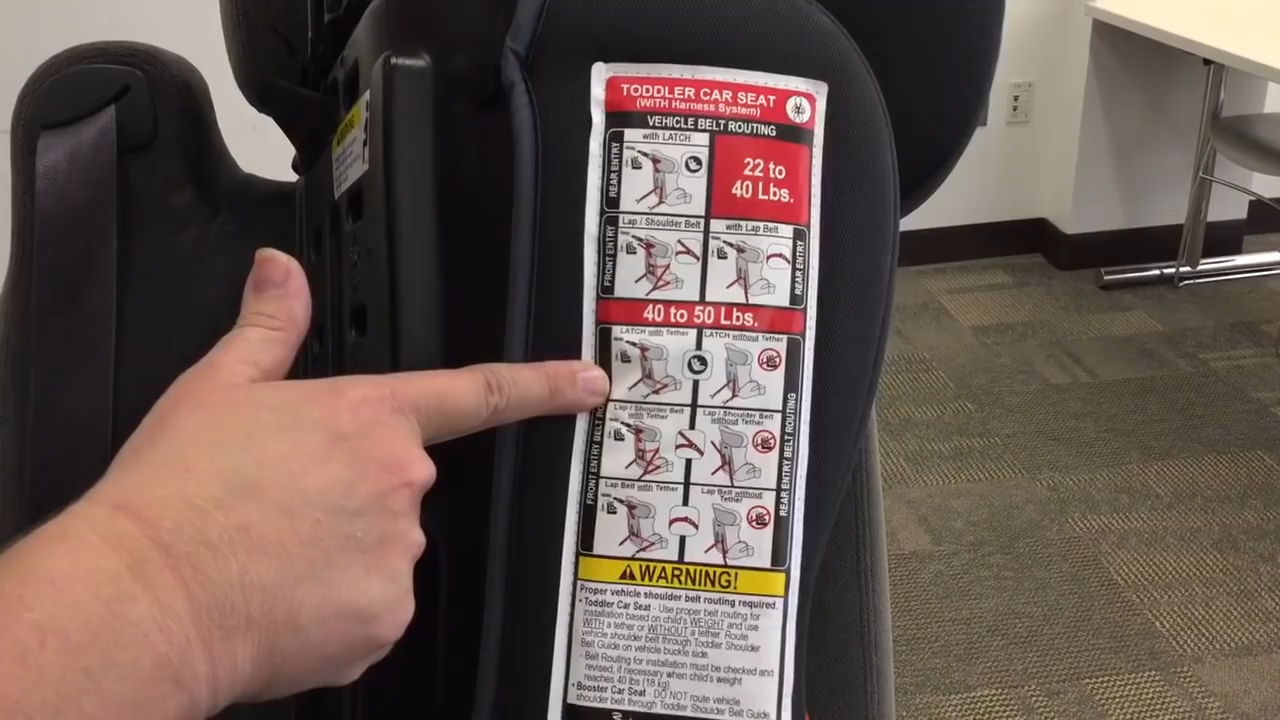 WARNING!
TODDLER CAR SEAT
(WITH Harness System)
VEHICLE BELT ROUTING
with LATCH
REAR ENTRY
22 to
40 Lbs.
Lap / Shoulder Belt
with Lap Belt
FRONT ENTRY
REAR ENTRY
40 to 50 Lbs.
LATCH with Tether
LATCH without Tether
Lap / Shoulder Belt
with Tether
Lap / Shoulder Belt
without Tether
Lap Belt with Tether
Lap Belt without
Tether
FRONT ENTRY BELT
REAR ENTRY BELT ROUTING
WARNING!
Proper vehicle shoulder belt routing required.
• Toddler Car Seat - Use proper belt routing for
installation based on child's WEIGHT and use
WITH a tether or WITHOUT a tether. Route
vehicle shoulder belt through Toddler Shoulder
Belt Guide on vehicle buckle side.
- Belt Routing for installation must be checked and
revised, if necessary when child's weight
reaches 40 lbs (18 kg)
• Booster Car Seat - DO NOT route vehicle
shoulder belt through Toddler Shoulder Belt Guide